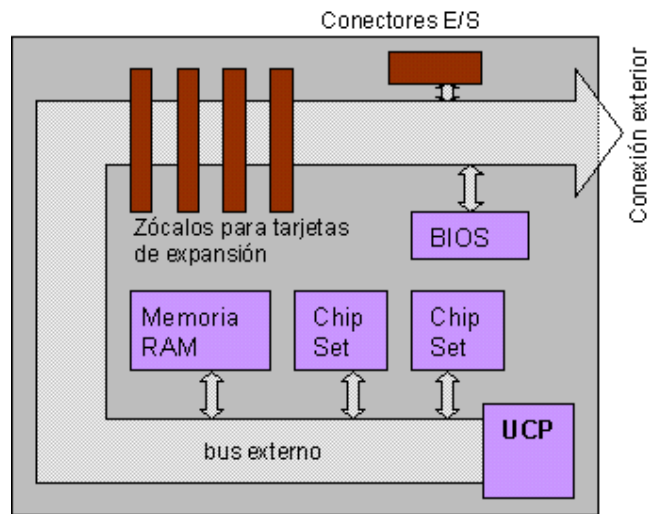 Conectores E/S
Conexión exterior
Zócalos para tarjetas
de expansión
BIOS
Memoria
RAM
Chip
Set
Chip
Set
UCP
bus externo